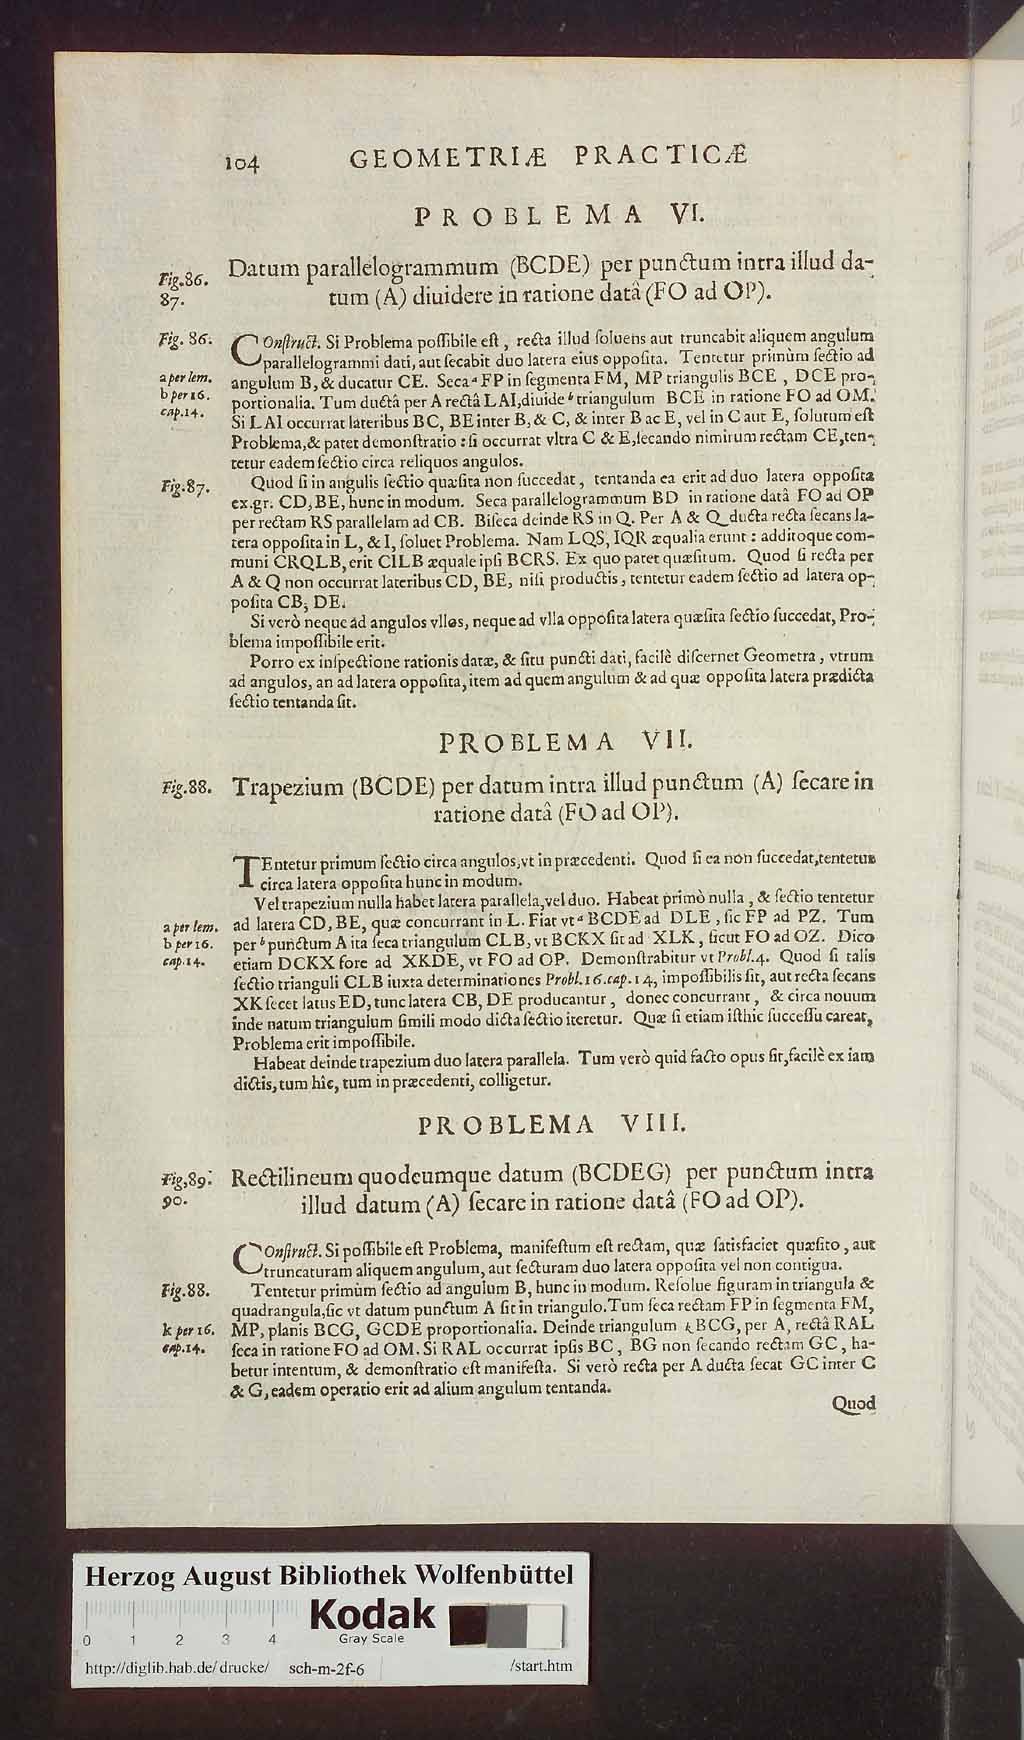 104 GEOMETRIÆ PRACTICÆ
PROBLEMA VI.
Fig.86.
87.
Datum parallelogrammum (BCDE) per punctum intra illud da-
tum (A) diuidere in ratione datâ (FO ad OP).
Fig. 86.
COnſtruct. Si Problema poſſibile eſt, recta illud ſoluens aut truncabit aliquem angulum
parallelogrammi dati, aut ſecabit duo latera eius oppoſita. Tentetur primùm ſectio ad
a per lem.
angulum B, & ducatur CE. Seca ᵃ FP in ſegmenta FM, MP triangulis BCE, DCE pro-
b per 16.
portionalia. Tum ductâ per A rectâ LAI, diuide ᵇ triangulum BCE in ratione FO ad OM.
cap.14.
Si LAI occurrat lateribus BC, BE inter B, & C, & inter B ac E, vel in C aut E, ſolutum eſt
Problema, & patet demonſtratio: ſi occurrat vltra C & E, ſecando nimirum rectam CE, ten-
tetur eadem ſectio circa reliquos angulos.
Fig.87.
Quod ſi in angulis ſectio quæſita non ſuccedat, tentanda ea erit ad duo latera oppoſita
ex.gr. CD, BE, hunc in modum. Seca parallelogrammum BD in ratione datâ FO ad OP
per rectam RS parallelam ad CB. Biſeca deinde RS in Q. Per A & Q ducta recta ſecans la-
tera oppoſita in L, & I, ſoluet Problema. Nam LQS, IQR æqualia erunt: additoque com-
muni CRQLB, erit CILB æquale ipſi BCRS. Ex quo patet quæſitum. Quod ſi recta per
A & Q non occurrat lateribus CD, BE, niſi productis, tentetur eadem ſectio ad latera op-
poſita CB, DE.
Si verò neque ad angulos vllos, neque ad vlla oppoſita latera quæſita ſectio ſuccedat, Pro-
blema impoſſibile erit.
Porro ex inſpectione rationis datæ, & ſitu puncti dati, facilè diſcernet Geometra, vtrum
ad angulos, an ad latera oppoſita, item ad quem angulum & ad quæ oppoſita latera prædicta
ſectio tentanda ſit.
PROBLEMA VII.
Fig.88.
Trapezium (BCDE) per datum intra illud punctum (A) ſecare in
ratione datâ (FO ad OP).
TEntetur primum ſectio circa angulos, vt in præcedenti. Quod ſi ea non ſuccedat, tentetur
circa latera oppoſita hunc in modum.
Vel trapezium nulla habet latera parallela, vel duo. Habeat primò nulla, & ſectio tentetur
a per lem.
ad latera CD, BE, quæ concurrant in L. Fiat vt ᵃ BCDE ad DLE, ſic FP ad PZ. Tum
b per 16.
per ᵇ punctum A ita ſeca triangulum CLB, vt BCKX ſit ad XLK, ſicut FO ad OZ. Dico
cap.14.
etiam DCKX fore ad XKDE, vt FO ad OP. Demonſtrabitur vt Probl.4. Quod ſi talis
ſectio trianguli CLB iuxta determinationes Probl.16.cap.14, impoſſibilis ſit, aut recta ſecans
XK ſecet latus ED, tunc latera CB, DE producantur, donec concurrant, & circa nouum
inde natum triangulum ſimili modo dicta ſectio iteretur. Quæ ſi etiam iſthic ſucceſſu careat,
Problema erit impoſſibile.
Habeat deinde trapezium duo latera parallela. Tum verò quid facto opus ſit, facilè ex iam
dictis, tum hîc, tum in præcedenti, colligetur.
PROBLEMA VIII.
Fig,89.
90.
Rectilineum quodcumque datum (BCDEG) per punctum intra
illud datum (A) ſecare in ratione datâ (FO ad OP).
COnſtruct. Si poſſibile eſt Problema, manifeſtum eſt rectam, quæ ſatisfaciet quæſito, aut
truncaturam aliquem angulum, aut ſecturam duo latera oppoſita vel non contigua.
Fig.88.
Tentetur primùm ſectio ad angulum B, hunc in modum. Reſolue figuram in triangula &
quadrangula, ſic vt datum punctum A ſit in triangulo. Tum ſeca rectam FP in ſegmenta FM,
k per 16.
MP, planis BCG, GCDE proportionalia. Deinde triangulum k BCG, per A, rectâ RAL
cap.14.
ſeca in ratione FO ad OM. Si RAL occurrat ipſis BC, BG non ſecando rectam GC, ha-
betur intentum, & demonſtratio eſt manifeſta. Si verò recta per A ducta ſecat GC inter C
& G, eadem operatio erit ad alium angulum tentanda.
Quod
Herzog August Bibliothek Wolfenbüttel
Kodak
Gray Scale
0 1 2 3 4
http://diglib.hab.de/drucke/ sch-m-2f-6 /start.htm